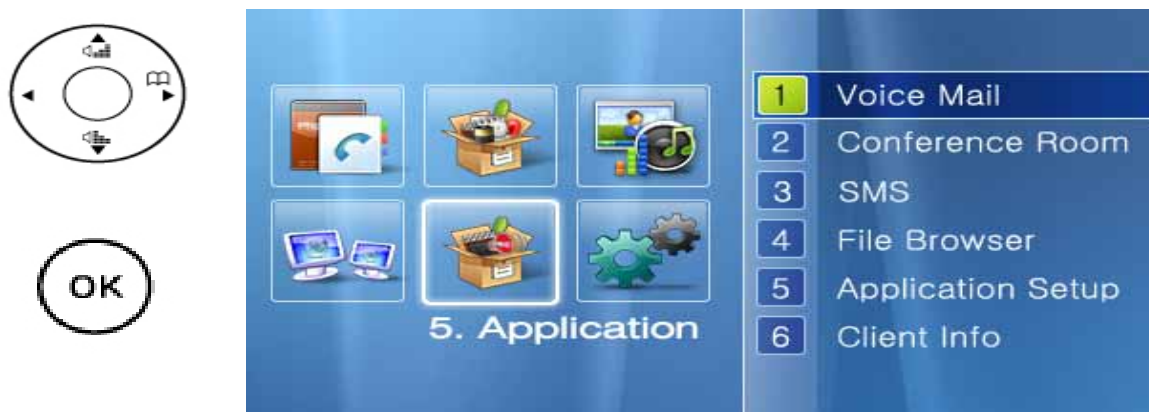 OK
5. Application
1 Voice Mail
2 Conference Room
3 SMS
4 File Browser
5 Application Setup
6 Client Info